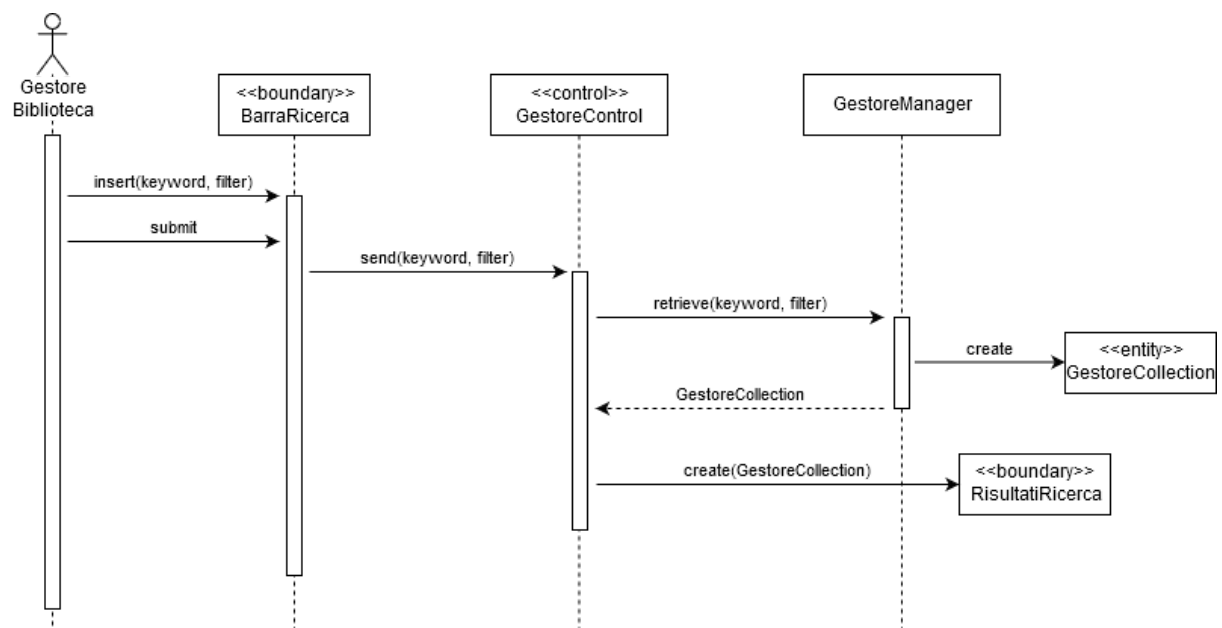 Gestore
Biblioteca
<<boundary>>
BarraRicerca
<<control>>
GestoreControl
GestoreManager
insert(keyword, filter)
submit
send(keyword, filter)
retrieve(keyword, filter)
create
<<entity>>
GestoreCollection
GestoreCollection
create(GestoreCollection)
<<boundary>>
RisultatiRicerca